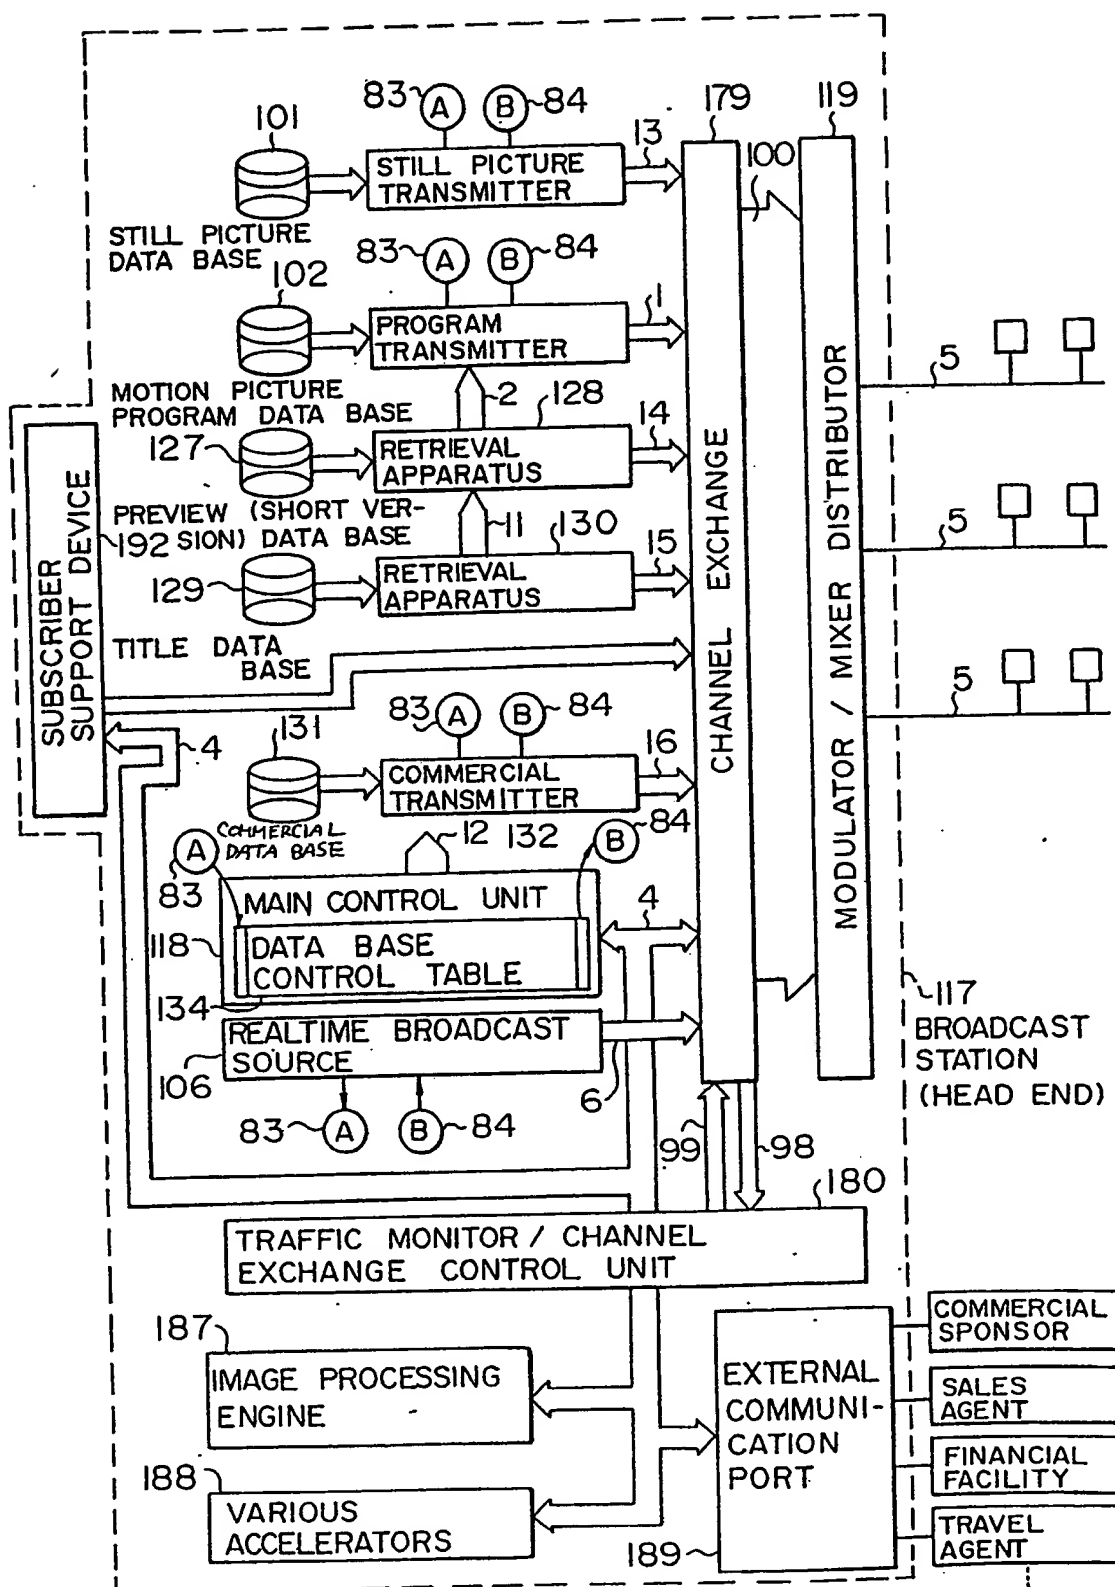 83
A
B
84
179
119
101
13
100
STILL PICTURE
TRANSMITTER
STILL PICTURE
DATA BASE
83
A
B
84
102
1
PROGRAM
TRANSMITTER
MOTION PICTURE
PROGRAM DATA BASE
2
128
127
14
RETRIEVAL
APPARATUS
PREVIEW (SHORT VER-
SION) DATA BASE
192
11
130
129
15
RETRIEVAL
APPARATUS
TITLE DATA
BASE
SUBSCRIBER
SUPPORT DEVICE
CHANNEL EXCHANGE
MODULATOR / MIXER DISTRIBUTOR
5
5
5
4
131
83
A
B
84
16
COMMERCIAL
TRANSMITTER
COMMERCIAL
DATA BASE
12
132
84
B
A
83
MAIN CONTROL UNIT
118
DATA BASE
CONTROL TABLE
134
4
REALTIME BROADCAST
SOURCE
106
6
83
A
B
84
99
98
117
BROADCAST
STATION
(HEAD END)
180
TRAFFIC MONITOR / CHANNEL
EXCHANGE CONTROL UNIT
187
IMAGE PROCESSING
ENGINE
188
VARIOUS
ACCELERATORS
EXTERNAL
COMMUNI-
CATION
PORT
189
COMMERCIAL
SPONSOR
SALES
AGENT
FINANCIAL
FACILITY
TRAVEL
AGENT